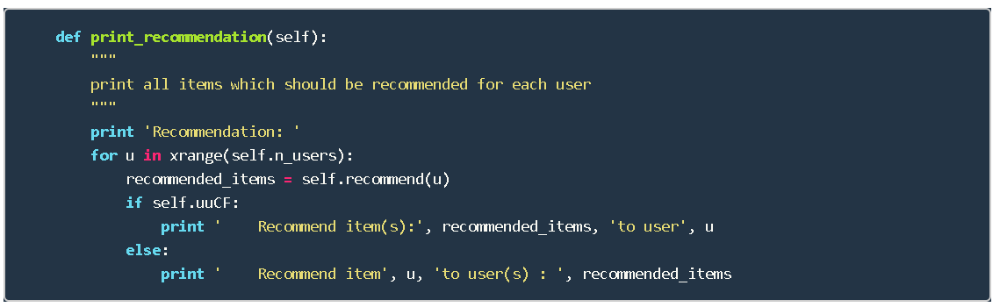 def print_recommendation(self):
"""
print all items which should be recommended for each user
"""
print 'Recommendation: '
for u in xrange(self.n_users):
recommended_items = self.recommend(u)
if self.uuCF:
print '    Recommend item(s):', recommended_items, 'to user', u
else:
print '    Recommend item', u, 'to user(s) : ', recommended_items